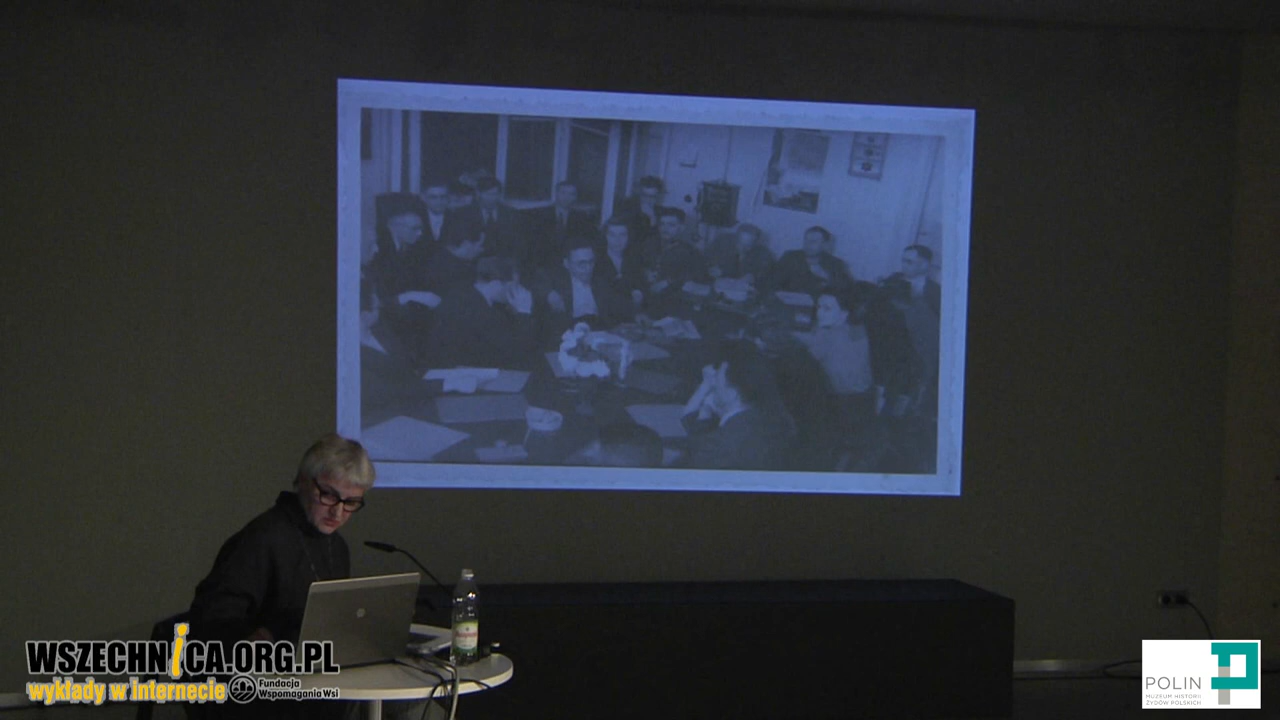 WSZECHNICA.ORG.PL
wykłady w internecie
Fundacja
Wspomagania Wsi
POLIN
MUZEUM HISTORII
ŻYDÓW POLSKICH